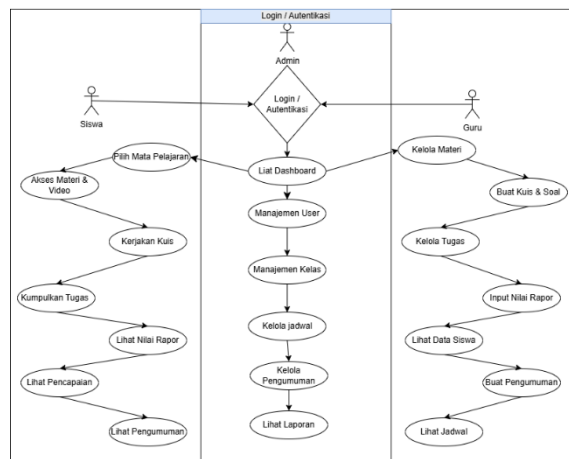 Login / Autentikasi
Admin
Siswa
Login /
Autentikasi
Guru
Pilih Mata Pelajaran
Liat Dashboard
Kelola Materi
Akses Materi &
Video
Buat Kuis & Soal
Manajemen User
Kerjakan Kuis
Kelola Tugas
Manajemen Kelas
Kumpulkan Tugas
Input Nilai Rapor
Kelola jadwal
Lihat Nilai Rapor
Lihat Data Siswa
Kelola
Pengumuman
Lihat Pencapaian
Buat Pengumuman
Lihat Laporan
Lihat Pengumuman
Lihat Jadwal